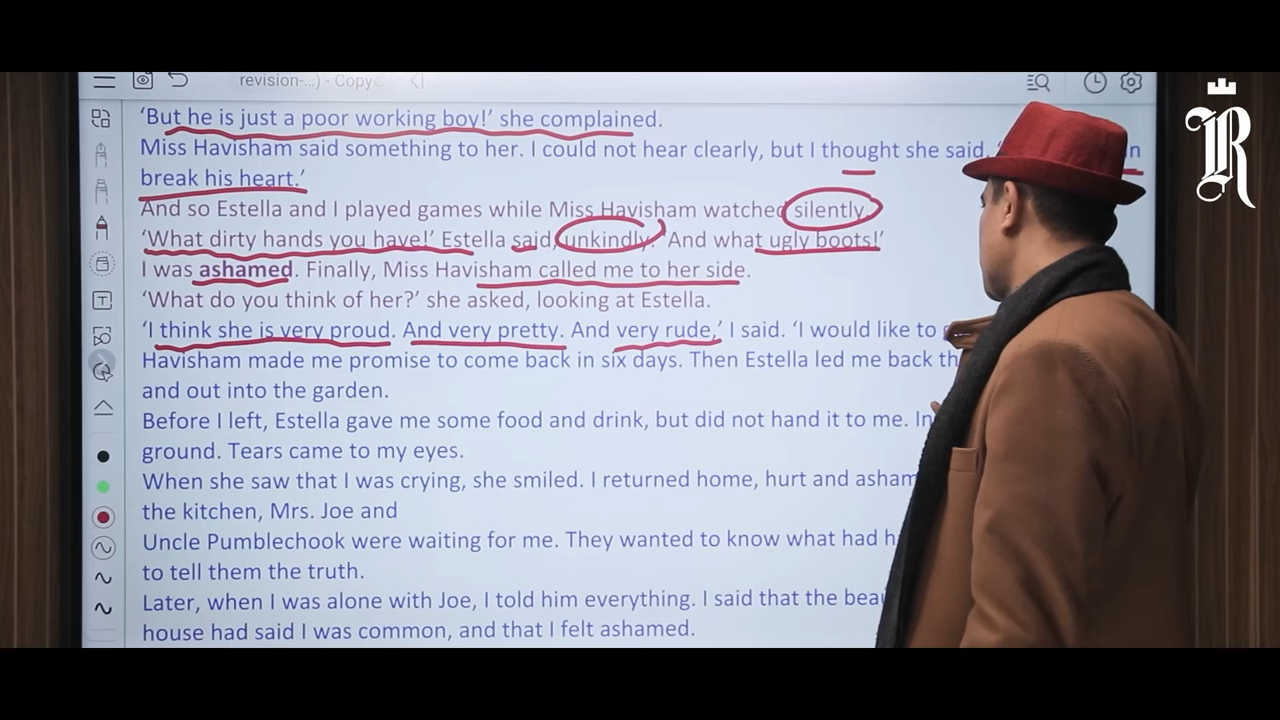 revision-...) - Copy
‘But he is just a poor working boy!’ she complained.
Miss Havisham said something to her. I could not hear clearly, but I thought she said,
break his heart.’
And so Estella and I played games while Miss Havisham watched silently.
‘What dirty hands you have!’ Estella said unkindly. ‘And what ugly boots!’
I was ashamed. Finally, Miss Havisham called me to her side.
‘What do you think of her?’ she asked, looking at Estella.
‘I think she is very proud. And very pretty. And very rude,’ I said. ‘I would like to
Havisham made me promise to come back in six days. Then Estella led me back
and out into the garden.
Before I left, Estella gave me some food and drink, but did not hand it to me.
ground. Tears came to my eyes.
When she saw that I was crying, she smiled. I returned home, hurt and
the kitchen, Mrs. Joe and
Uncle Pumblechook were waiting for me. They wanted to know what had
to tell them the truth.
Later, when I was alone with Joe, I told him everything. I said that the
house had said I was common, and that I felt ashamed.
R